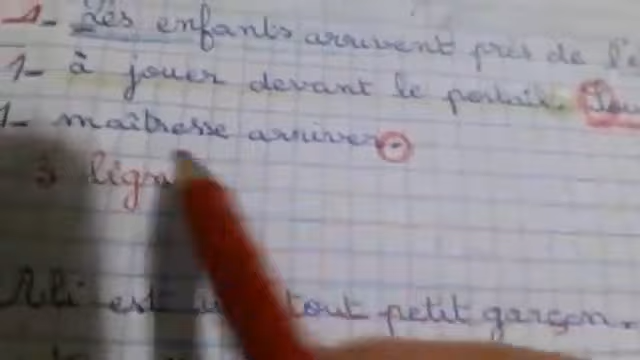 1- Les enfants arrivent près de l'e
1- à jouer devant le portail.
1- maîtresse arriver.
3 lign
Ali est un tout petit garçon.